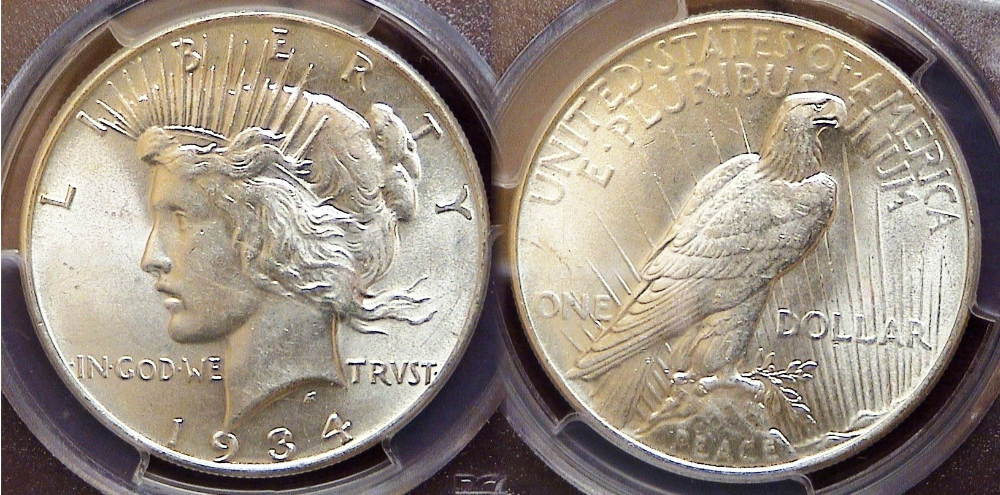 LIBERTY
IN·GOD·WE TRVST·
1934
UNITED·STATES·OF·AMERICA
E·PLURIBUS UNUM
ONE DOLLAR
PEACE